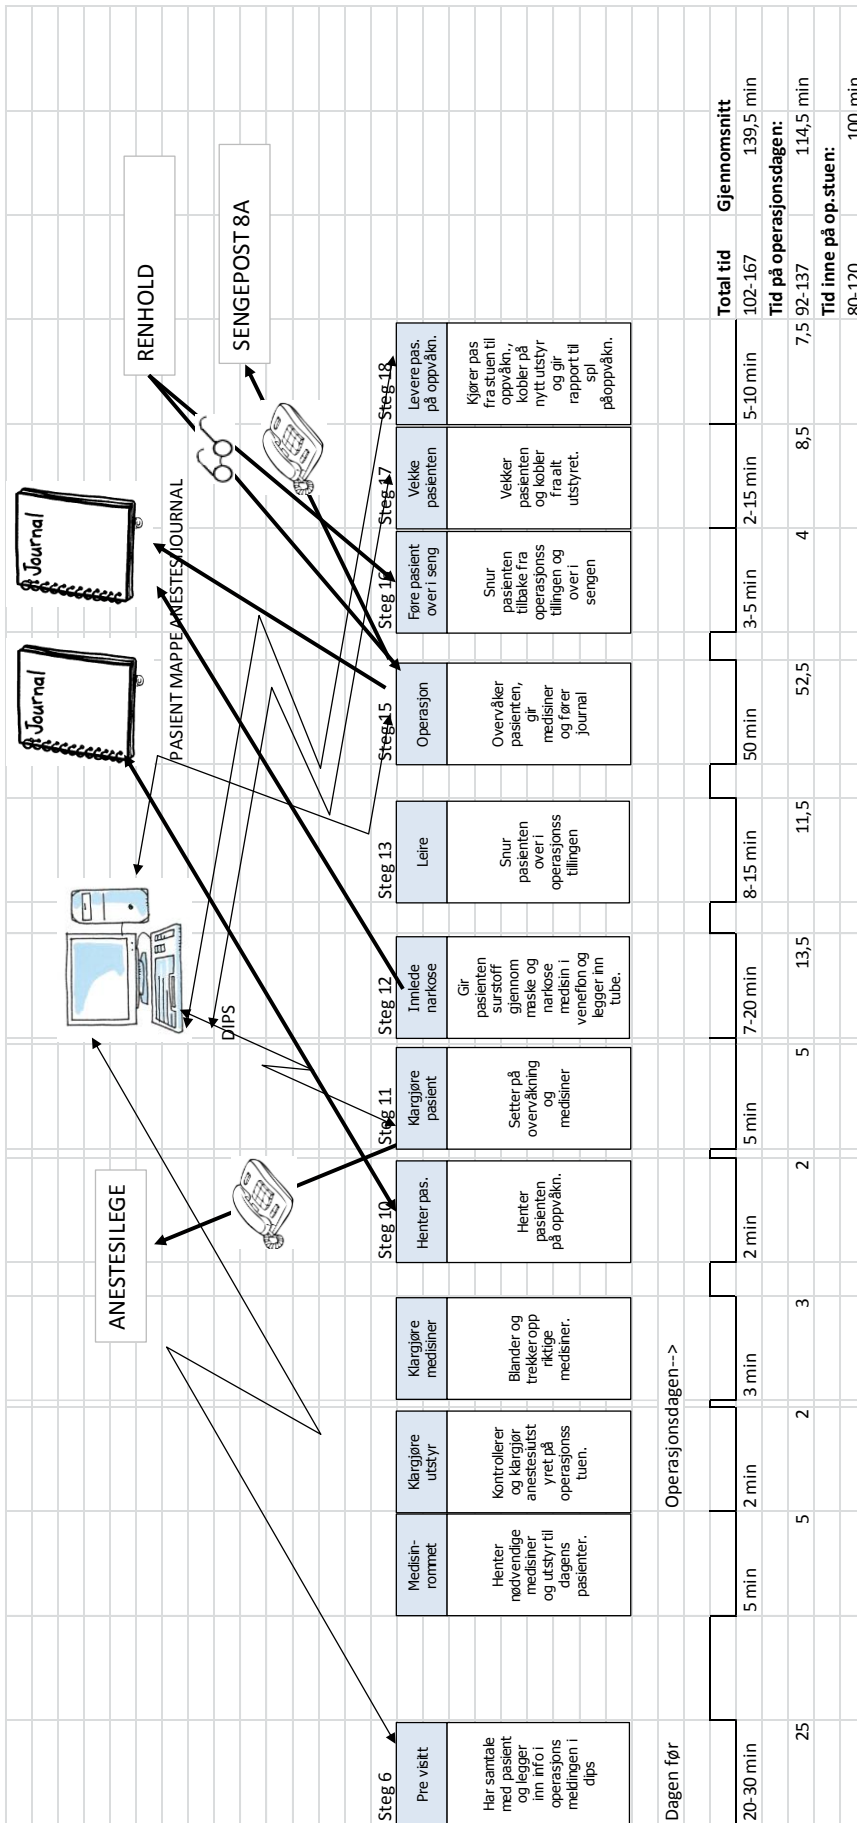 Journal
Journal
PASIENT MAPPE
ANESTESIJOURNAL
DIPS
ANESTESILEGE
RENHOLD
SENGEPOST 8A
Steg 6
Pre visitt
Har samtale
med pasient
og legger
inn info i
operasjons
meldingen i
dips
Medisin-
rommet
Henter
nødvendige
medisiner
og utstyr til
dagens
pasienter.
Klargjøre
utstyr
Kontrollerer
og klargjør
anestesiutst
yret på
operasjonss
tuen.
Klargjøre
medisiner
Blander og
trekker opp
riktige
medisiner.
Steg 10
Henter pas.
Henter
pasienten
på oppvåkn.
Steg 11
Klargjøre
pasient
Setter på
overvåkning
og
medisiner
Steg 12
Innlede
narkose
Gir
pasienten
surstoff
gjennom
maske og
narkose
medisin i
veneflon og
legger inn
tube.
Steg 13
Leire
Snur
pasienten
over i
operasjonss
tillingen
Steg 15
Operasjon
Overvåker
pasienten,
gir
medisiner
og fører
journal
Steg 16
Føre pasient
over i seng
Snur
pasienten
tilbake fra
operasjonss
tillingen og
over i
sengen
Steg 17
Vekke
pasienten
Vekker
pasienten
og kobler
fra alt
utstyret.
Steg 18
Levere pas.
på oppvåkn.
Kjører pas
fra stuen til
oppvåkn.,
kobler på
nytt utstyr
og gir
rapport til
spl
påoppvåkn.
Dagen før
Operasjonsdagen-->
20-30 min
5 min
2 min
3 min
2 min
5 min
7-20 min
8-15 min
50 min
3-5 min
2-15 min
5-10 min
25
5
2
3
2
5
13,5
11,5
52,5
4
8,5
7,5
Total tid Gjennomsnitt
102-167 139,5 min
Tid på operasjonsdagen:
92-137 114,5 min
Tid inne på op.stuen:
80-120 100 min